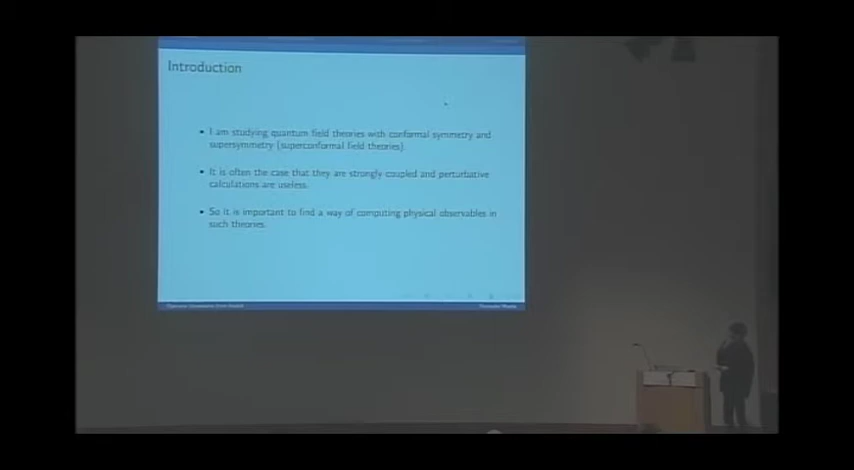 Introduction
• I am studying quantum field theories with conformal symmetry and
supersymmetry (superconformal field theories).
• It is often the case that they are strongly coupled and perturbative
calculations are useless.
• So it is important to find a way of computing physical observables in
such theories.